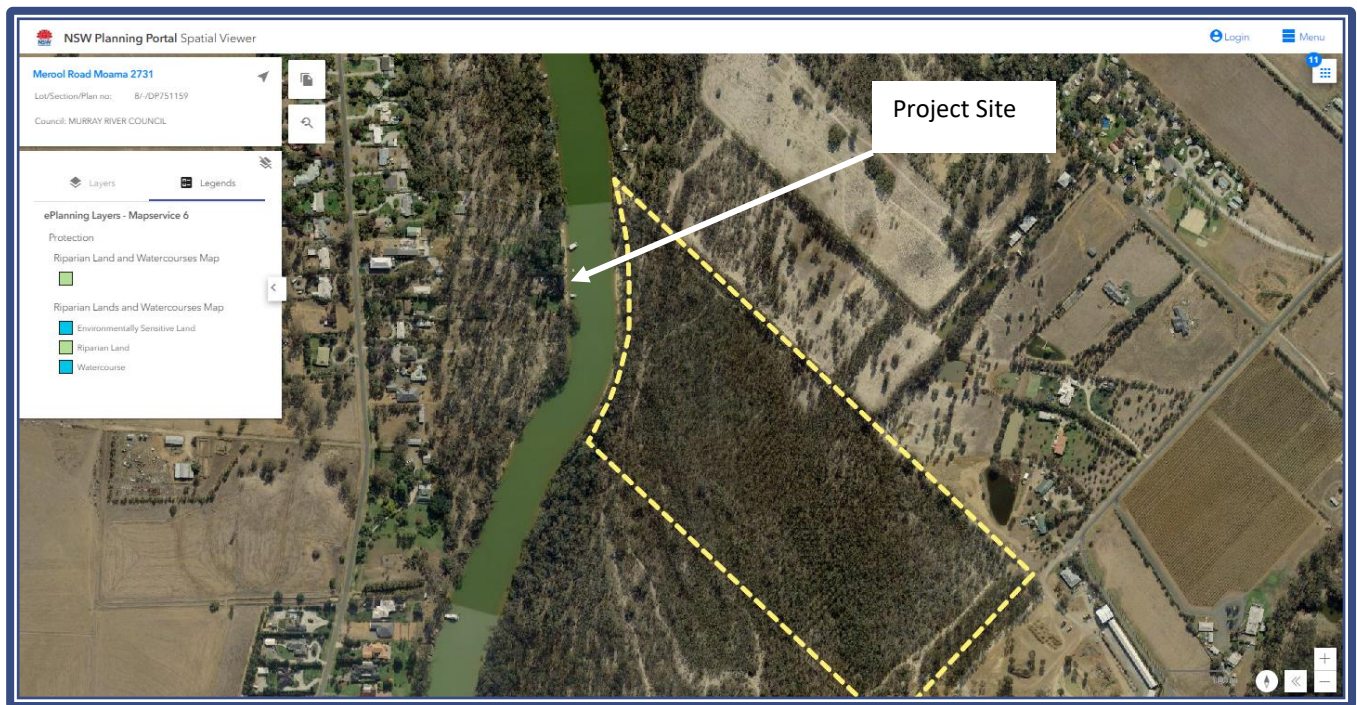 NSW Planning Portal Spatial Viewer
Login
Menu
Merool Road Moama 2731
Lot/Section/Plan no: 8/-/DP751159
Council: MURRAY RIVER COUNCIL
11
Project Site
Layers
Legends
ePlanning Layers - Mapservice 6
Protection
Riparian Land and Watercourses Map
Riparian Lands and Watercourses Map
Environmentally Sensitive Land
Riparian Land
Watercourse